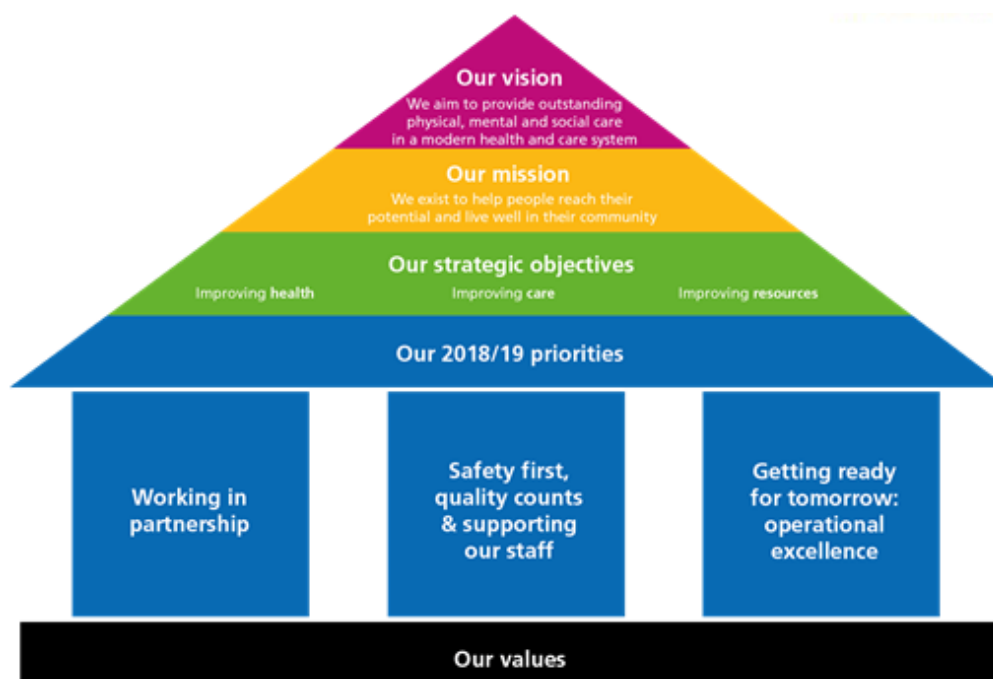 Our vision
We aim to provide outstanding
physical, mental and social care
in a modern health and care system
Our mission
We exist to help people reach their
potential and live well in their community
Our strategic objectives
Improving health
Improving care
Improving resources
Our 2018/19 priorities
Working in
partnership
Safety first,
quality counts
& supporting
our staff
Getting ready
for tomorrow:
operational
excellence
Our values